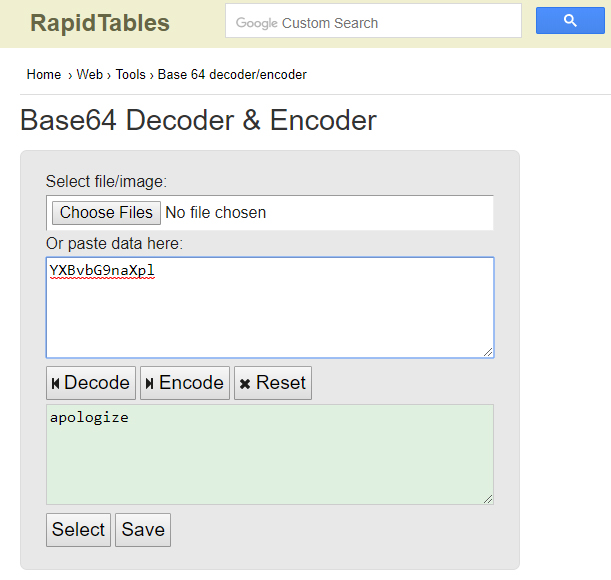 RapidTables
Google Custom Search
Home › Web › Tools › Base 64 decoder/encoder
Base64 Decoder & Encoder
Select file/image:
Choose Files No file chosen
Or paste data here:
YXBvbG9naXpl
Decode Encode Reset
apologize
Select Save